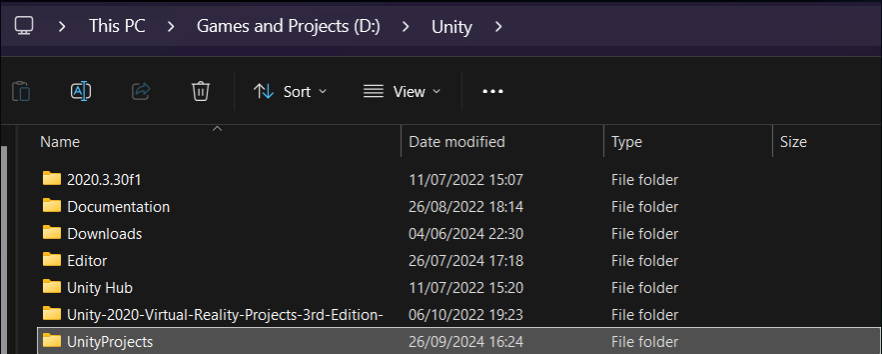 This PC > Games and Projects (D:) > Unity >
Sort View ...
Name Date modified Type Size
2020.3.30f1 11/07/2022 15:07 File folder
Documentation 26/08/2022 18:14 File folder
Downloads 04/06/2024 22:30 File folder
Editor 26/07/2024 17:18 File folder
Unity Hub 11/07/2022 15:20 File folder
Unity-2020-Virtual-Reality-Projects-3rd-Edition- 06/10/2022 19:23 File folder
UnityProjects 26/09/2024 16:24 File folder